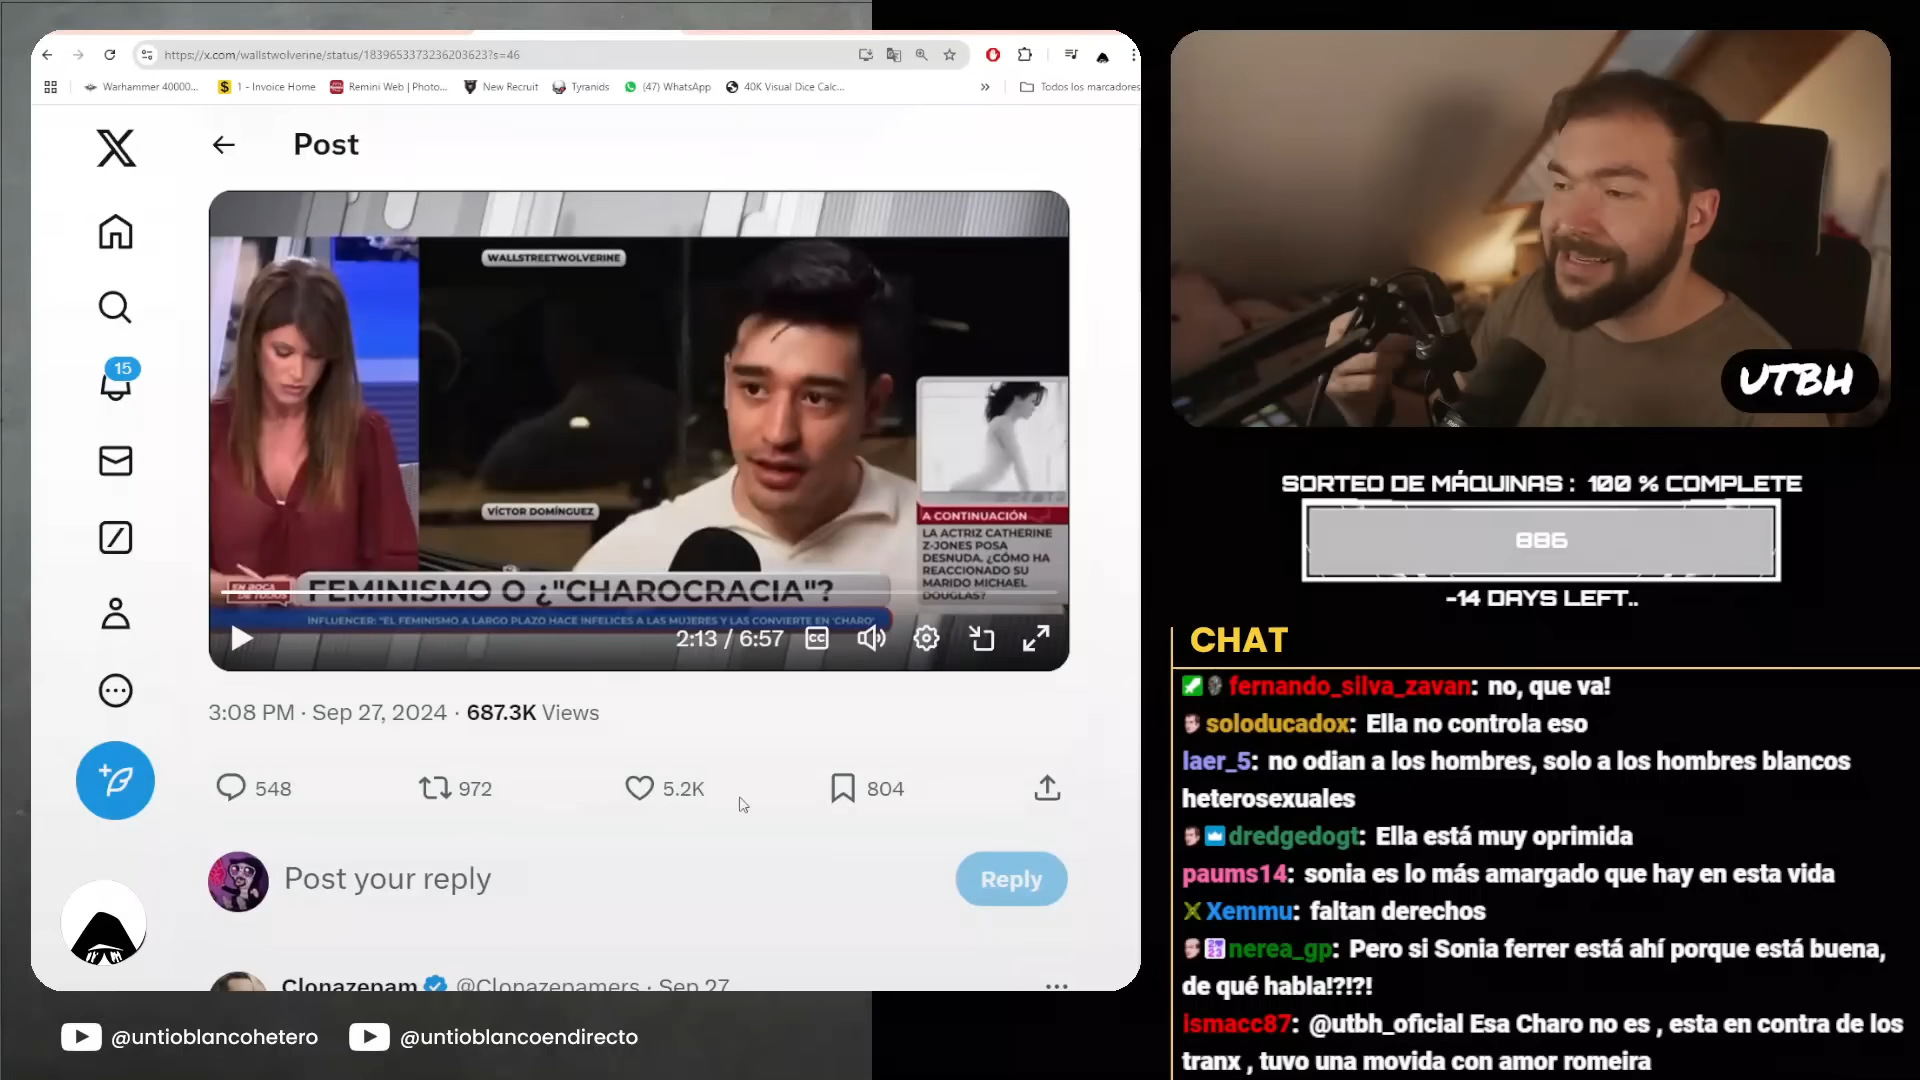 https://x.com/wallstwolverine/status/1839653373236203623?s=46
Warhammer 40000...
1 - Invoice Home
Remini Web | Photo...
New Recruit
Tyranids
(47) WhatsApp
40K Visual Dice Calc...
»
Todos los marcadores
Post
15
WALLSTREETWOLVERINE
VÍCTOR DOMÍNGUEZ
A CONTINUACIÓN
LA ACTRIZ CATHERINE
Z-JONES POSA
DESNUDA. ¿CÓMO HA
REACCIONADO SU
MARIDO MICHAEL
DOUGLAS?
EN BOCA
DE TODOS
FEMINISMO O ¿"CHAROCRACIA"?
INFLUENCER: "EL FEMINISMO A LARGO PLAZO HACE INFELICES A LAS MUJERES Y LAS CONVIERTE EN 'CHARO'
2:13 / 6:57
CC
3:08 PM · Sep 27, 2024 · 687.3K Views
548
972
5.2K
804
Post your reply
Reply
Clonazepam @Clonazepamers · Sep 27
@untioblancohetero
@untioblancoendirecto
UTBH
SORTEO DE MÁQUINAS : 100 % COMPLETE
886
-14 DAYS LEFT..
CHAT
fernando_silva_zavan: no, que va!
soloducadox: Ella no controla eso
laer_5: no odian a los hombres, solo a los hombres blancos
heterosexuales
dredgedogt: Ella está muy oprimida
paums14: sonia es lo más amargado que hay en esta vida
Xemmu: faltan derechos
nerea_gp: Pero si Sonia ferrer está ahí porque está buena,
de qué habla!?!?!
ismacc87: @utbh_oficial Esa Charo no es , esta en contra de los
tranx , tuvo una movida con amor romeira